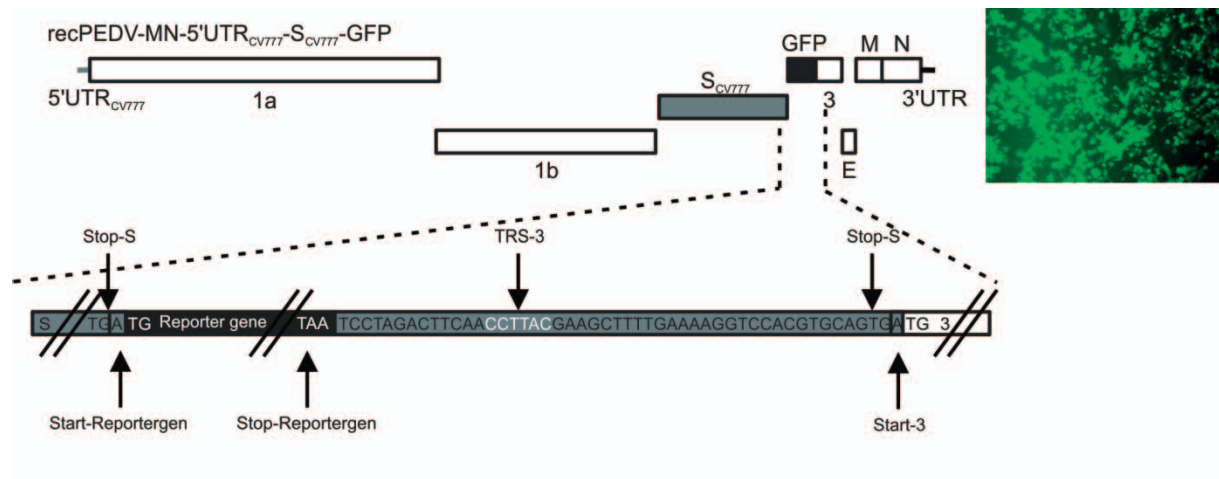 recPEDV-MN-5'UTRCV777-SCV777-GFP
GFP M N
SCV777
5'UTRCV777 1a 3 3'UTR
1b E
Stop-S TRS-3 Stop-S
S TGA TG Reporter gene TAA TCCTAGACTTCAACCTTACGAAGCTTTTGAAAAGGTCCACGTGCAGTGA TG 3
Start-Reportergen Stop-Reportergen Start-3